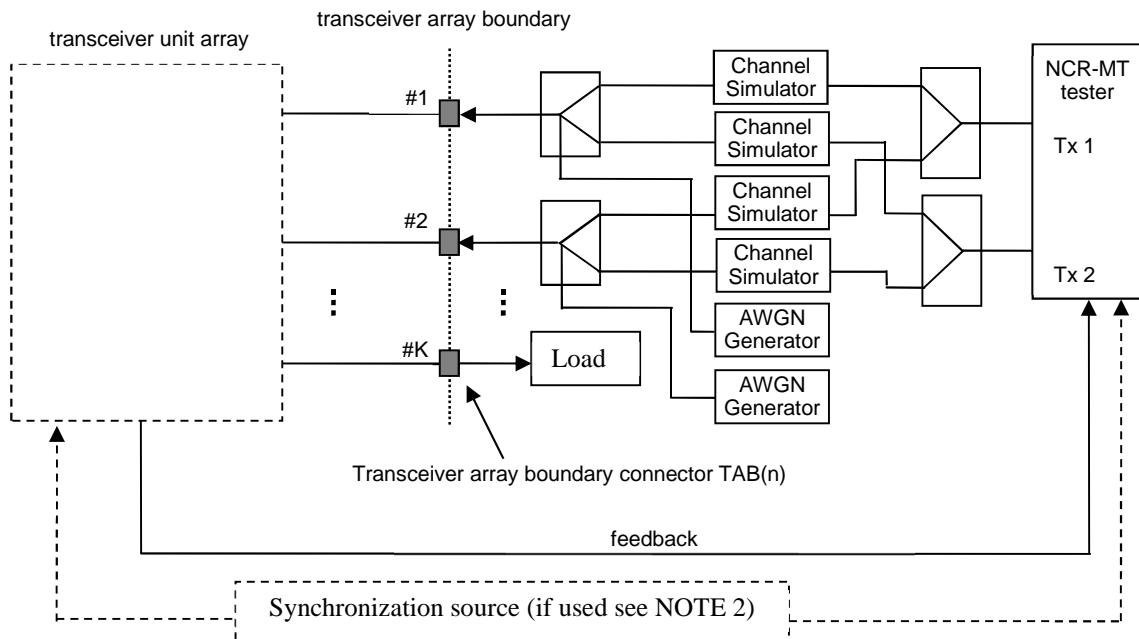 transceiver array boundary
transceiver unit array
#1
#2
#K
Channel
Simulator
Channel
Simulator
Channel
Simulator
Channel
Simulator
AWGN
Generator
AWGN
Generator
Load
NCR-MT
tester
Tx 1
Tx 2
Transceiver array boundary connector TAB(n)
feedback
Synchronization source (if used see NOTE 2)